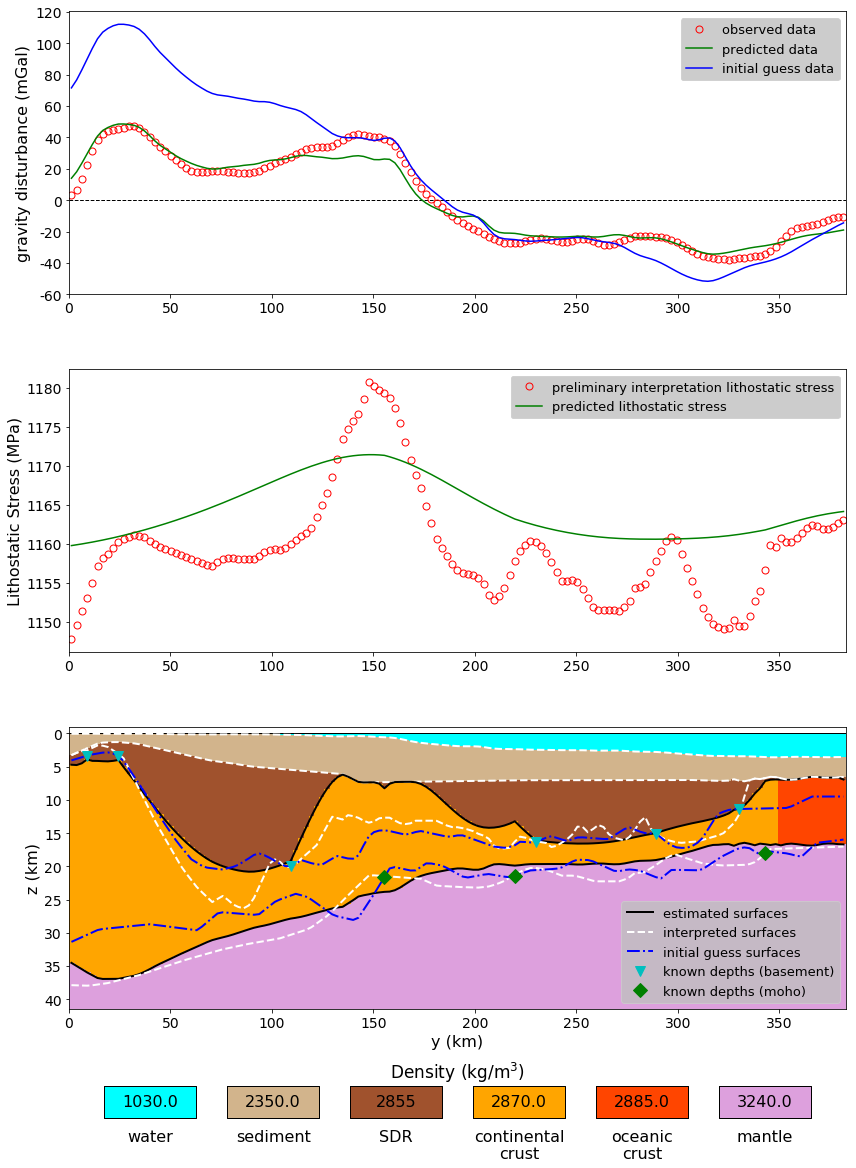 120
100
80
60
40
20
0
-20
-40
-60
gravity disturbance (mGal)
observed data
predicted data
initial guess data
0 50 100 150 200 250 300 350
1180
1175
1170
1165
1160
1155
1150
Lithostatic Stress (MPa)
preliminary interpretation lithostatic stress
predicted lithostatic stress
0 50 100 150 200 250 300 350
0
5
10
15
20
25
30
35
40
z (km)
estimated surfaces
interpreted surfaces
initial guess surfaces
known depths (basement)
known depths (moho)
0 50 100 150 200 250 300 350
y (km)
Density (kg/m³)
1030.0 2350.0 2855 2870.0 2885.0 3240.0
water sediment SDR continental oceanic mantle
crust crust